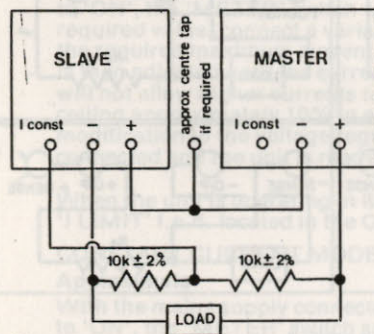 SLAVE
approx. centre tap
if required
MASTER
I const
−
+
I const
−
+
10k ± 2%
10k ± 2%
LOAD